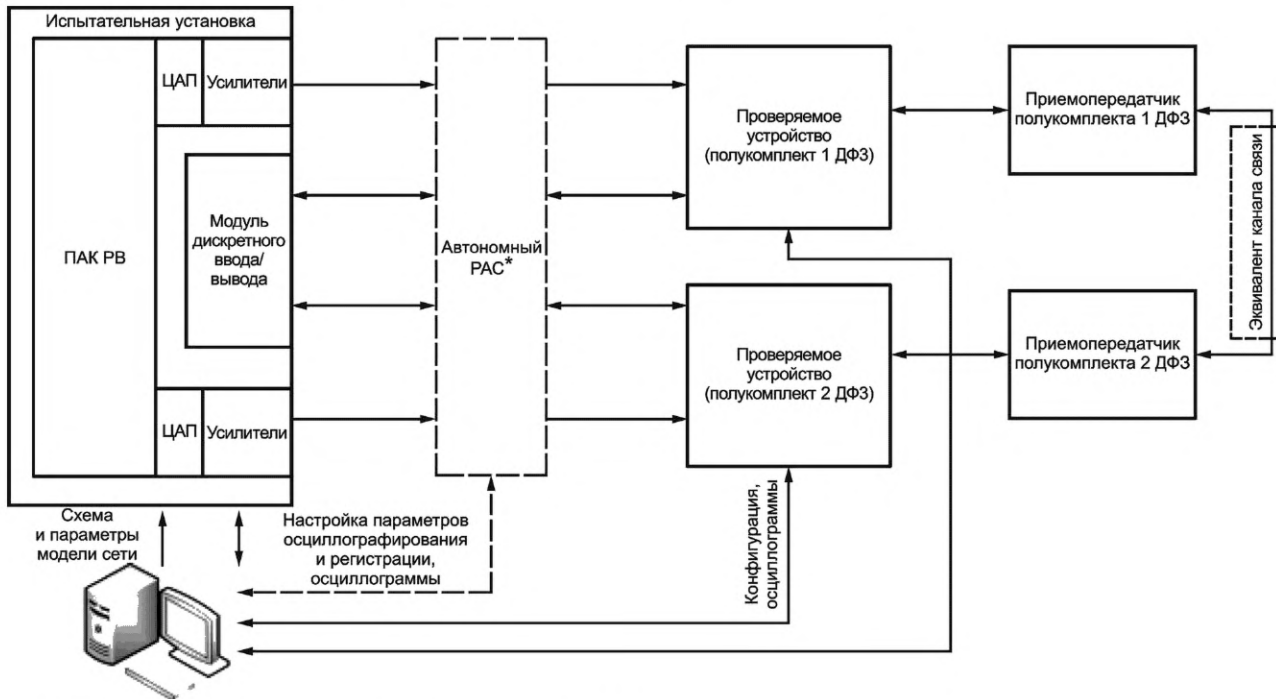 Испытательная установка
ЦАП
Усилители
ПАК РВ
Модуль
дискретного
ввода/
вывода
ЦАП
Усилители
Автономный
РАС*
Проверяемое
устройство
(полукомплект 1 ДФЗ)
Приемопередатчик
полукомплекта 1 ДФЗ
Эквивалент канала связи
Проверяемое
устройство
(полукомплект 2 ДФЗ)
Приемопередатчик
полукомплекта 2 ДФЗ
Схема
и параметры
модели сети
Настройка параметров
осциллографирования
и регистрации,
осциллограммы
Конфигурация,
осциллограммы